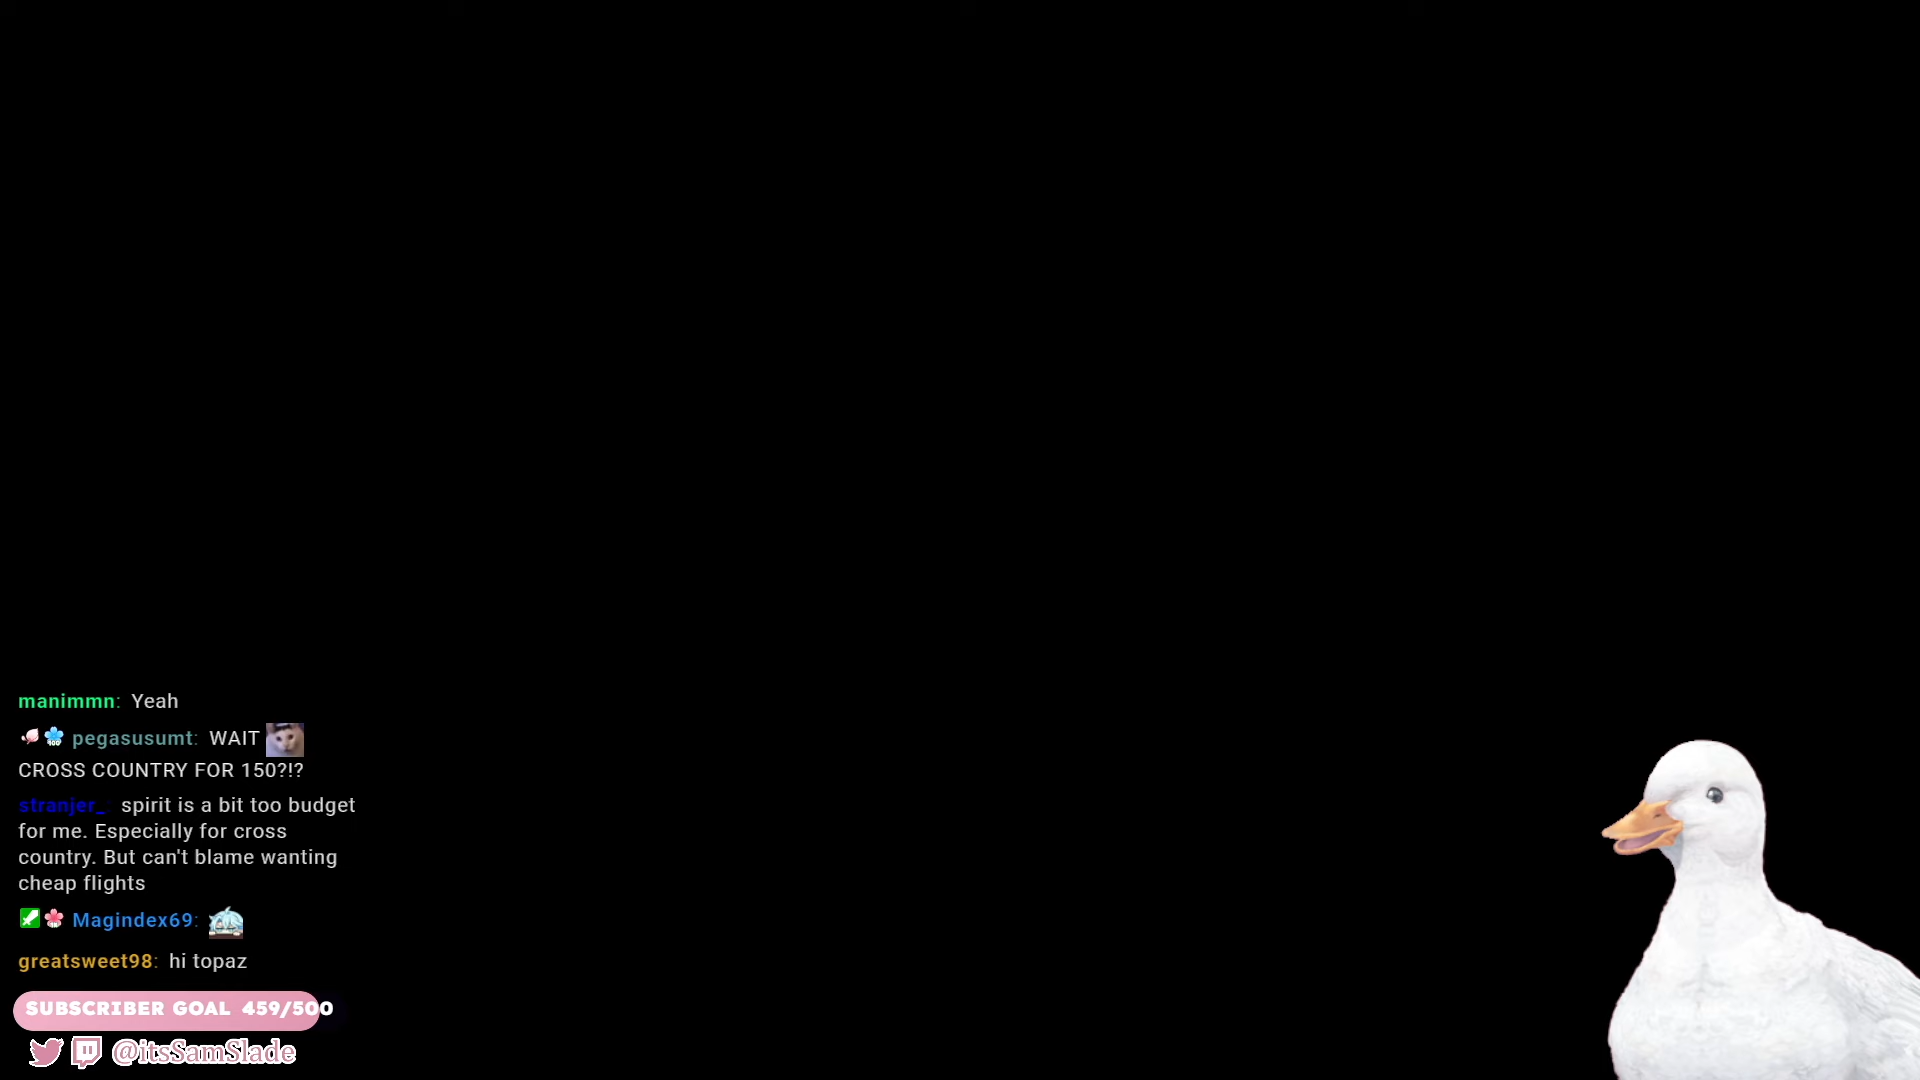 manimmn: Yeah
pegasusumt: WAIT
CROSS COUNTRY FOR 150?!?
stranjer_: spirit is a bit too budget
for me. Especially for cross
country. But can't blame wanting
cheap flights
Magindex69:
greatsweet98: hi topaz
SUBSCRIBER GOAL 459/500
@itsSamSlade